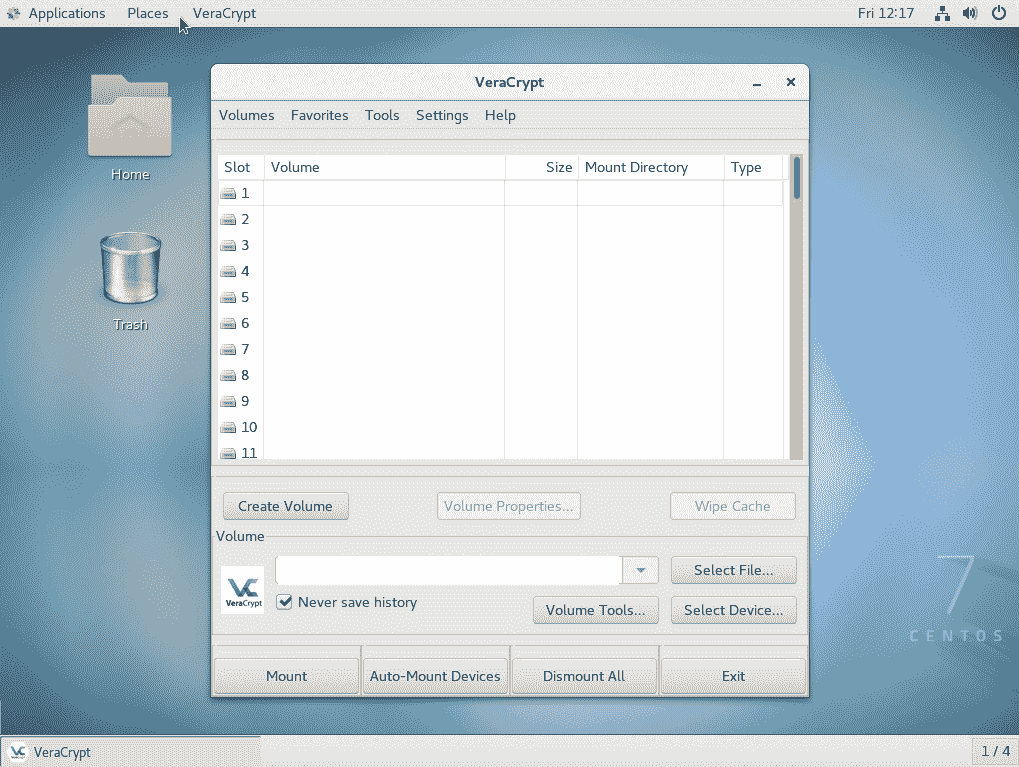 Applications Places VeraCrypt Fri 12:17
Home
Trash
VeraCrypt
Volumes Favorites Tools Settings Help
Slot Volume Size Mount Directory Type
1
2
3
4
5
6
7
8
9
10
11
Create Volume Volume Properties... Wipe Cache
Volume
VeraCrypt
Select File...
Never save history
Volume Tools... Select Device...
Mount Auto-Mount Devices Dismount All Exit
7
CENTOS
VeraCrypt 1 / 4